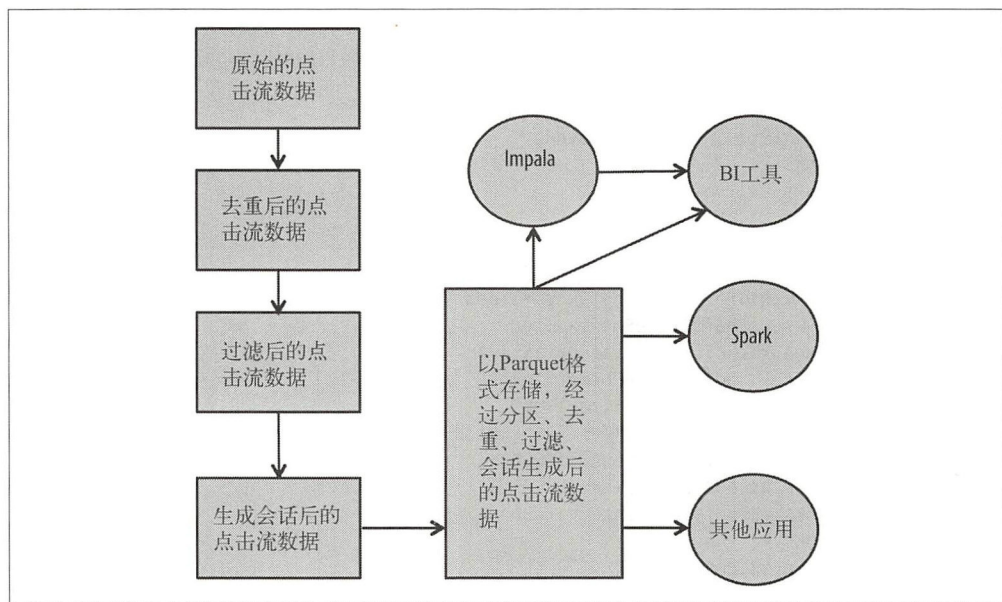 原始的点
击流数据
去重后的点
击流数据
过滤后的点
击流数据
生成会话后的
点击流数据
Impala
BI工具
以Parquet格
式存储，经
过分区、去
重、过滤、
会话生成后
的点击流数
据
Spark
其他应用